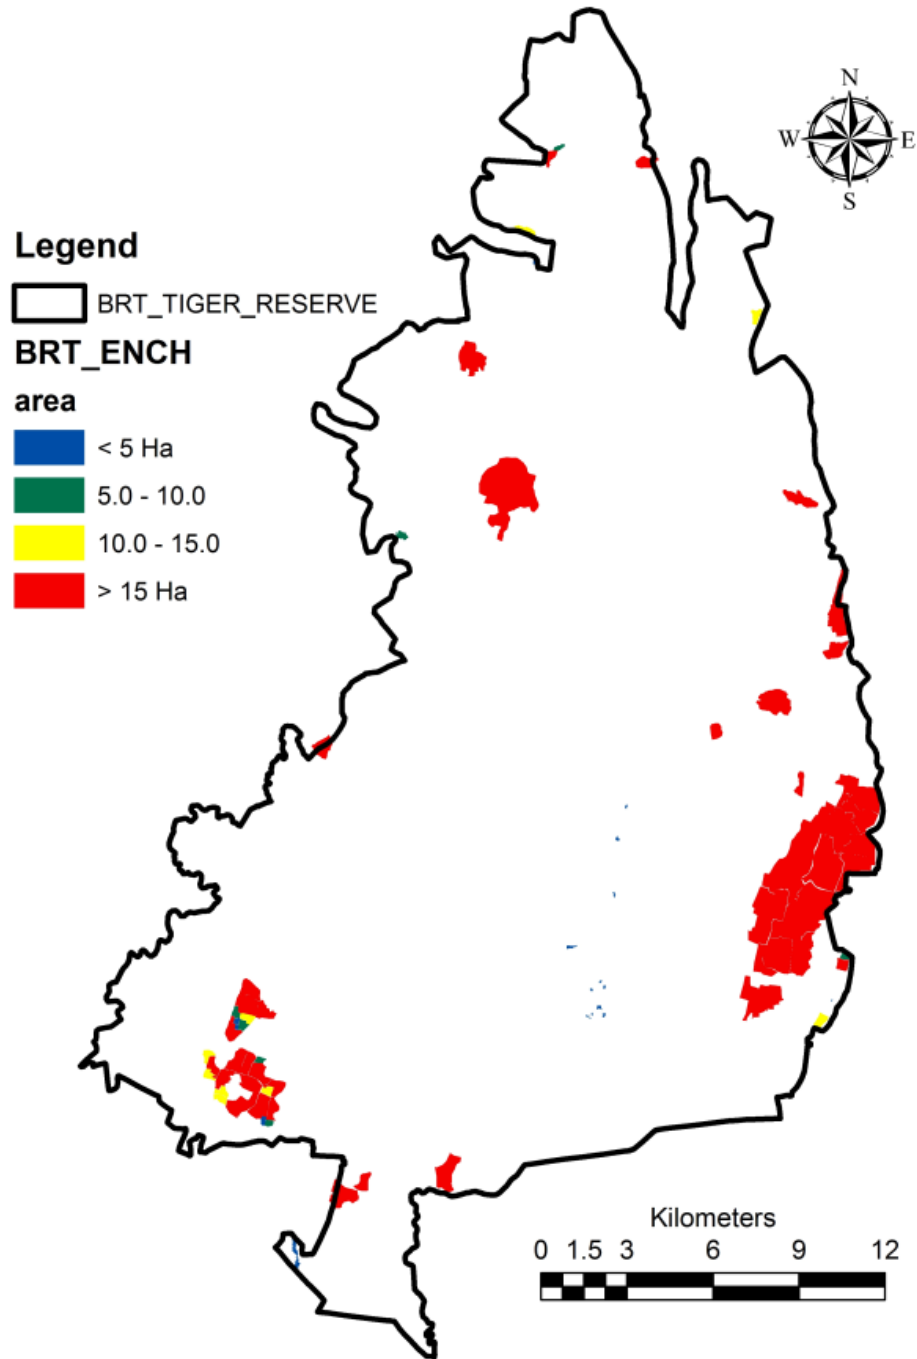 N
W E
S
Legend
BRT_TIGER_RESERVE
BRT_ENCH
area
< 5 Ha
5.0 - 10.0
10.0 - 15.0
> 15 Ha
Kilometers
0 1.5 3 6 9 12